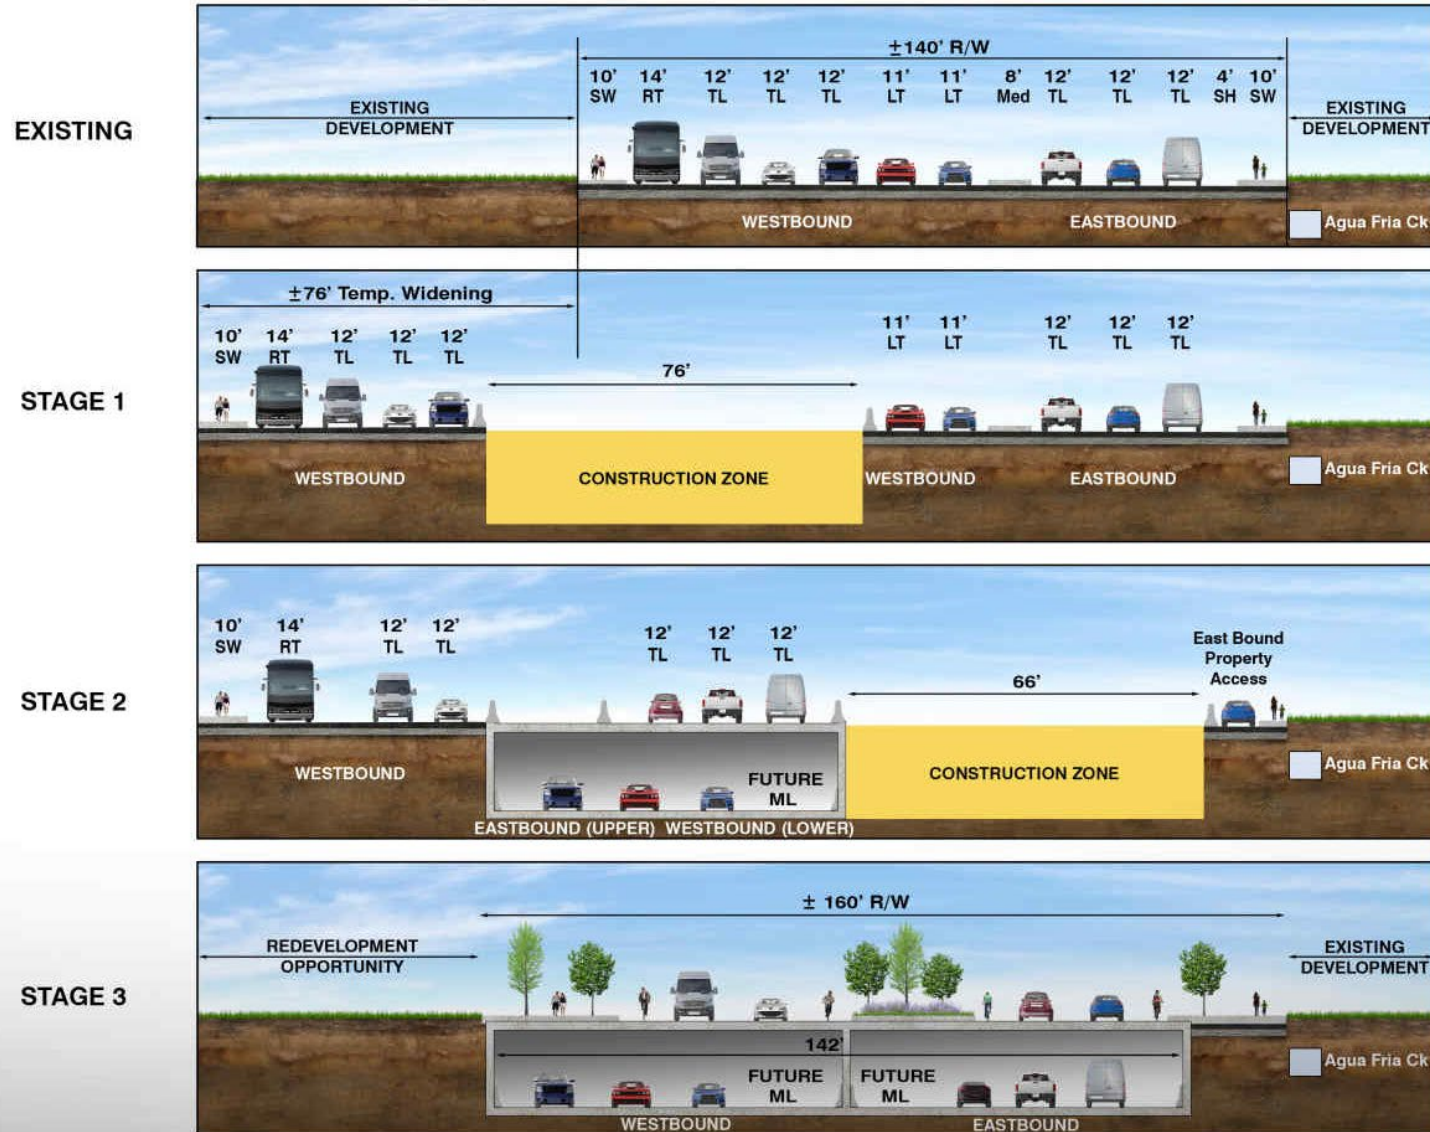 EXISTING
±140' R/W
10' 14' 12' 12' 12' 11' 11' 8' 12' 12' 12' 4' 10'
SW RT TL TL TL LT LT Med TL TL TL SH SW
EXISTING
DEVELOPMENT
EXISTING
DEVELOPMENT
WESTBOUND
EASTBOUND
Agua Fria Ck
STAGE 1
±76' Temp. Widening
10' 14' 12' 12' 12'
SW RT TL TL TL
76'
11' 11' 12' 12' 12'
LT LT TL TL TL
WESTBOUND
CONSTRUCTION ZONE
WESTBOUND
EASTBOUND
Agua Fria Ck
STAGE 2
10' 14' 12' 12'
SW RT TL TL
12' 12' 12'
TL TL TL
66'
East Bound
Property
Access
WESTBOUND
FUTURE
ML
EASTBOUND (UPPER) WESTBOUND (LOWER)
CONSTRUCTION ZONE
Agua Fria Ck
STAGE 3
± 160' R/W
REDEVELOPMENT
OPPORTUNITY
EXISTING
DEVELOPMENT
142'
FUTURE
ML
FUTURE
ML
WESTBOUND
EASTBOUND
Agua Fria Ck